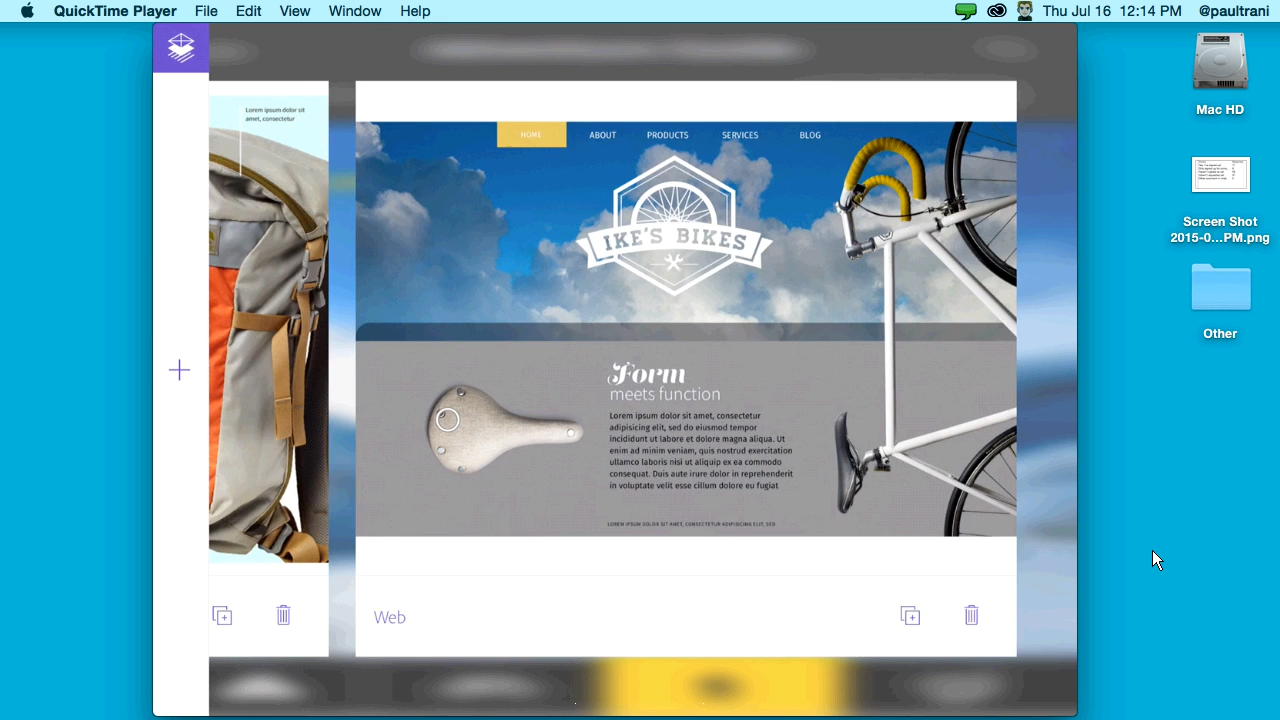 QuickTime Player File Edit View Window Help Thu Jul 16 12:14 PM @paultrani
Mac HD
Screen Shot
2015-0...PM.png
Other
Lorem ipsum dolor sit
amet, consectetur
HOME ABOUT PRODUCTS SERVICES BLOG
IKE'S BIKES
Form
meets function
Lorem ipsum dolor sit amet, consectetur
adipisicing elit, sed do eiusmod tempor
incididunt ut labore et dolore magna aliqua. Ut
enim ad minim veniam, quis nostrud exercitation
ullamco laboris nisi ut aliquip ex ea commodo
consequat. Duis aute irure dolor in reprehenderit
in voluptate velit esse cillum dolore eu fugiat
LOREM IPSUM DOLOR SIT AMET, CONSECTETUR ADIPISICING ELIT, SED
Web